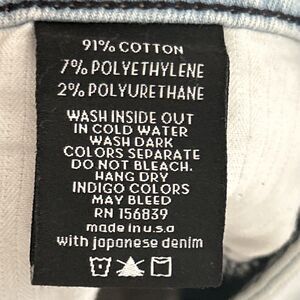 91% COTTON
7% POLYETHYLENE
2% POLYURETHANE
WASH INSIDE OUT
IN COLD WATER
WASH DARK
COLORS SEPARATE
DO NOT BLEACH.
HANG DRY
INDIGO COLORS
MAY BLEED
RN 156839
made in u.s.a
with japanese denim